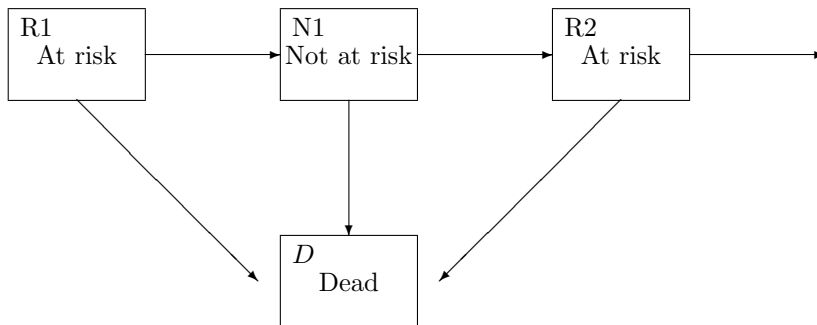 R1
At risk
N1
Not at risk
R2
At risk
D
Dead